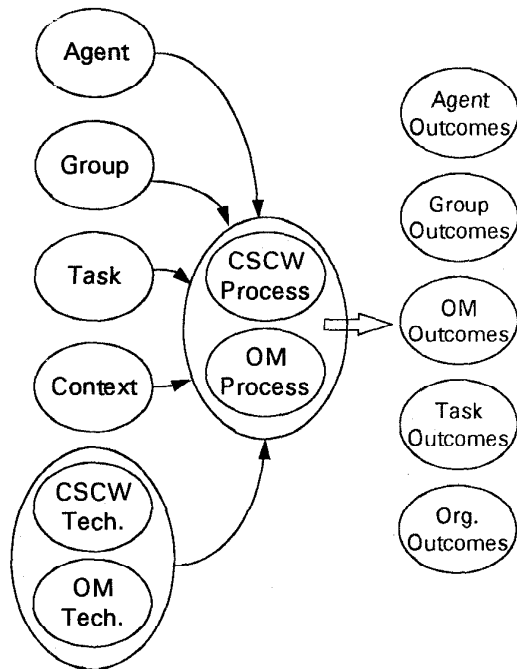 Agent
Group
Task
Context
CSCW
Tech.
OM
Tech.
CSCW
Process
OM
Process
Agent
Outcomes
Group
Outcomes
OM
Outcomes
Task
Outcomes
Org.
Outcomes